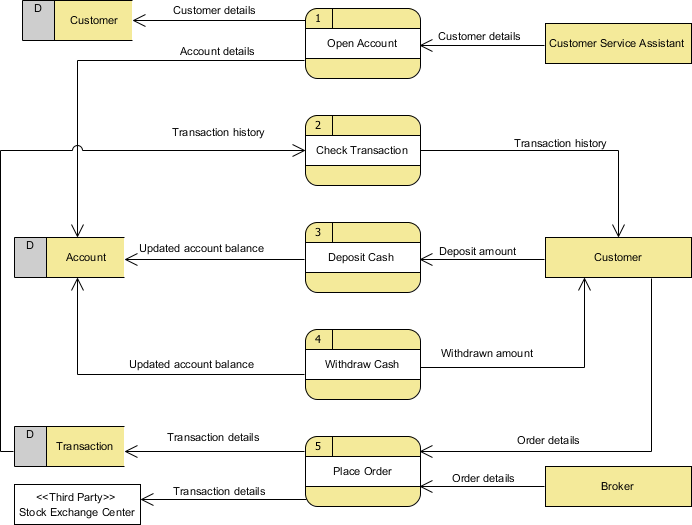 D
Customer
Customer details
1
Open Account
Customer details
Customer Service Assistant
Account details
Transaction history
2
Check Transaction
Transaction history
D
Account
Updated account balance
3
Deposit Cash
Deposit amount
Customer
Updated account balance
4
Withdraw Cash
Withdrawn amount
D
Transaction
Transaction details
5
Place Order
Order details
<<Third Party>>
Stock Exchange Center
Transaction details
Order details
Broker